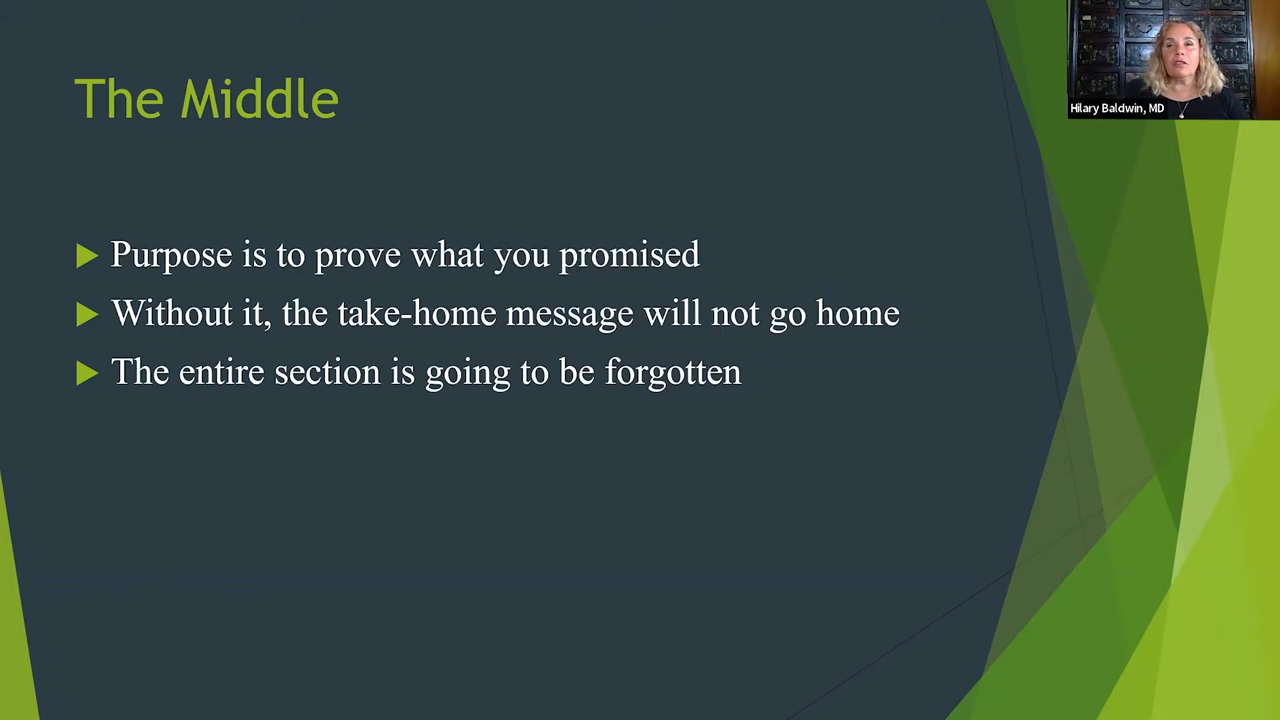 The Middle
Hilary Baldwin, MD
Purpose is to prove what you promised
Without it, the take-home message will not go home
The entire section is going to be forgotten